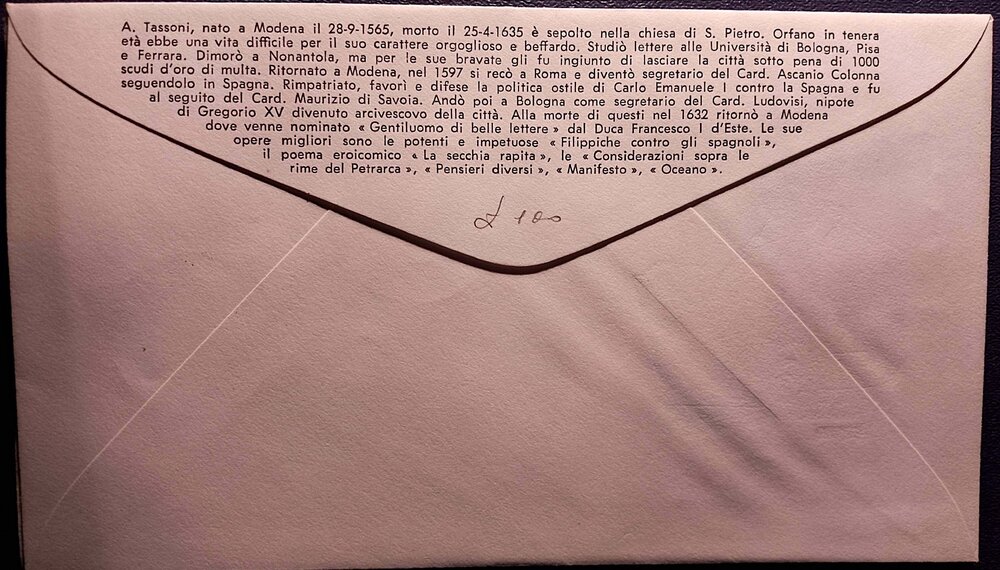 A. Tassoni, nato a Modena il 28-9-1565, morto il 25-4-1635 è sepolto nella chiesa di S. Pietro. Orfano in tenera
età ebbe una vita difficile per il suo carattere orgoglioso e beffardo. Studiò lettere alle Università di Bologna, Pisa
e Ferrara. Dimorò a Nonantola, ma per le sue bravate gli fu ingiunto di lasciare la città sotto pena di 1000
scudi d'oro di multa. Ritornato a Modena, nel 1597 si recò a Roma e diventò segretario del Card. Ascanio Colonna
seguendolo in Spagna. Rimpatriato, favorì e difese la politica ostile di Carlo Emanuele I contro la Spagna e fu
al seguito del Card. Maurizio di Savoia. Andò poi a Bologna come segretario del Card. Ludovisi, nipote
di Gregorio XV divenuto arcivescovo della città. Alla morte di questi nel 1632 ritornò a Modena
dove venne nominato « Gentiluomo di belle lettere » dal Duca Francesco I d'Este. Le sue
opere migliori sono le potenti e impetuose « Filippiche contro gli spagnoli »,
il poema eroicomico « La secchia rapita », le « Considerazioni sopra le
rime del Petrarca », « Pensieri diversi », « Manifesto », « Oceano ».
£ 100